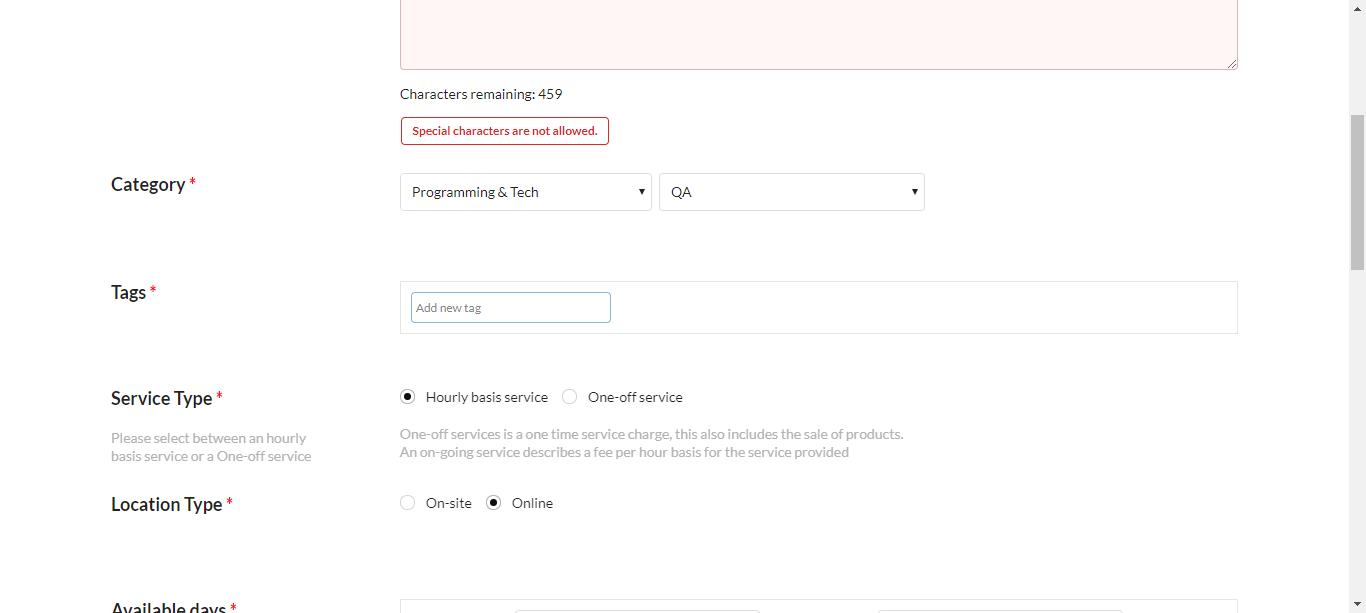 Characters remaining: 459
Special characters are not allowed.
Category *
Programming & Tech
QA
Tags *
Add new tag
Service Type *
Hourly basis service
One-off service
Please select between an hourly
basis service or a One-off service
One-off services is a one time service charge, this also includes the sale of products.
An on-going service describes a fee per hour basis for the service provided
Location Type *
On-site
Online
Available days *